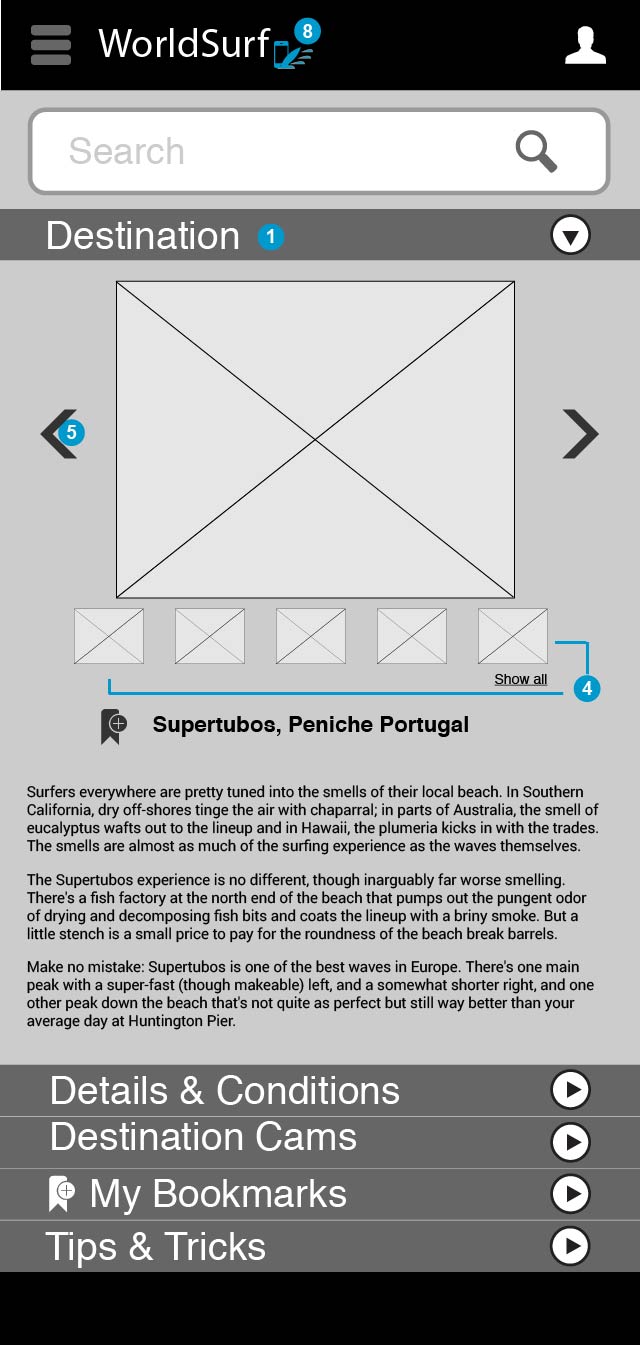 WorldSurf 8
Search
Destination 1
5
Show all
4
Supertubos, Peniche Portugal
Surfers everywhere are pretty tuned into the smells of their local beach. In Southern
California, dry off-shores tinge the air with chaparral; in parts of Australia, the smell of
eucalyptus wafts out to the lineup and in Hawaii, the plumeria kicks in with the trades.
The smells are almost as much of the surfing experience as the waves themselves.
The Supertubos experience is no different, though inarguably far worse smelling.
There's a fish factory at the north end of the beach that pumps out the pungent odor
of drying and decomposing fish bits and coats the lineup with a briny smoke. But a
little stench is a small price to pay for the roundness of the beach break barrels.
Make no mistake: Supertubos is one of the best waves in Europe. There's one main
peak with a super-fast (though makeable) left, and a somewhat shorter right, and one
other peak down the beach that's not quite as perfect but still way better than your
average day at Huntington Pier.
Details & Conditions
Destination Cams
My Bookmarks
Tips & Tricks